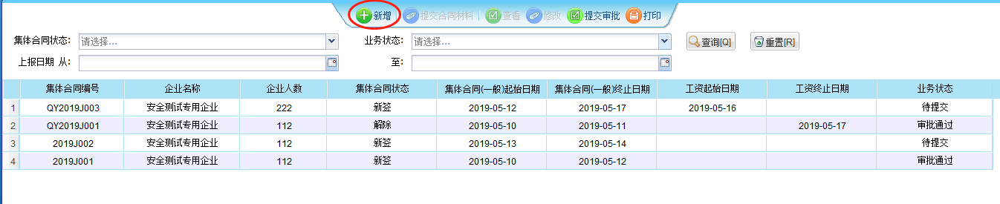 新增 提交合同材料 查看 修改 提交审批 打印
集体合同状态: 请选择... 业务状态: 请选择... 查询[Q] 重置[R]
上报日期 从: 至:
集体合同编号 企业名称 企业人数 集体合同状态 集体合同(一般)起始日期 集体合同(一般)终止日期 工资起始日期 工资终止日期 业务状态
1 QY2019J003 安全测试专用企业 222 新签 2019-05-12 2019-05-17 2019-05-16 待提交
2 QY2019J001 安全测试专用企业 112 解除 2019-05-10 2019-05-11 2019-05-17 审批通过
3 2019J002 安全测试专用企业 112 新签 2019-05-13 2019-05-14 待提交
4 2019J001 安全测试专用企业 112 新签 2019-05-10 2019-05-12 审批通过